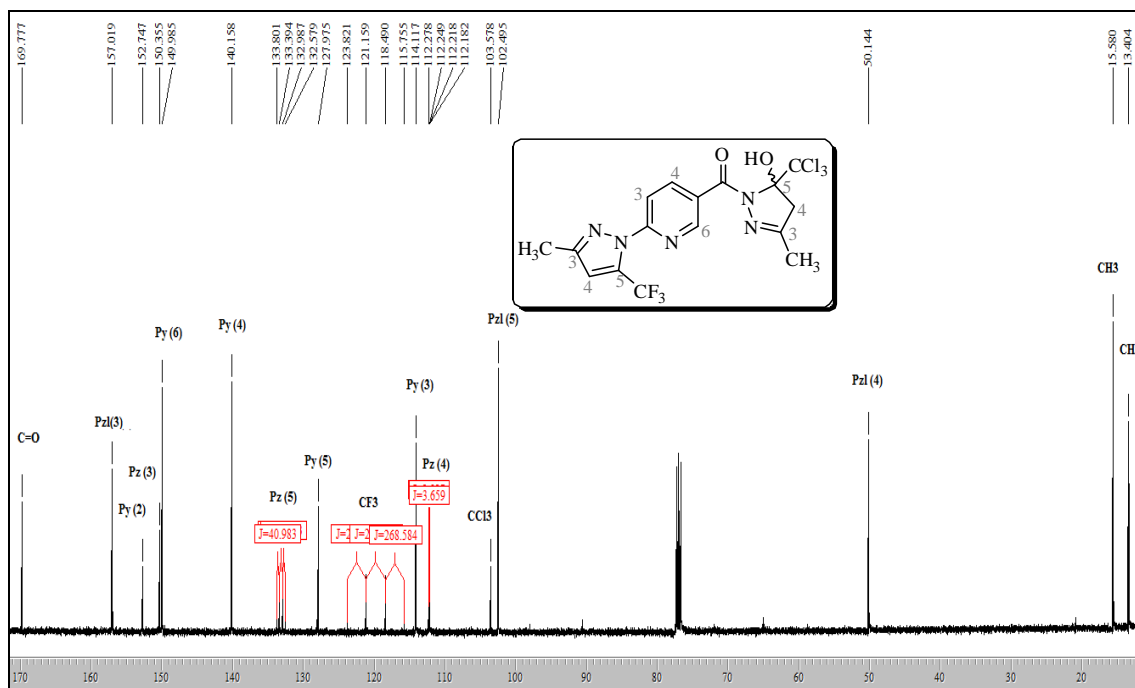 169.777
157.019
152.747
150.355
149.985
140.158
133.801
133.394
132.987
132.579
127.975
123.821
121.159
118.490
115.755
114.117
112.278
112.249
112.218
112.182
103.578
102.495
50.144
15.580
13.404
O
HO
CCl3
4
3
5
4
N
N
3
CH3
N
6
N
N
H3C
3
4
5
CF3
C=O
Pzl(3)
Pz (3)
Py (2)
Py (6)
Py (4)
Pz (5)
J=40.983
Py (5)
CF3
J=2
J=2
J=268.584
Py (3)
Pz (4)
J=3.659
CCl3
Pzl (5)
Pzl (4)
CH3
CH
170 160 150 140 130 120 110 100 90 80 70 60 50 40 30 20